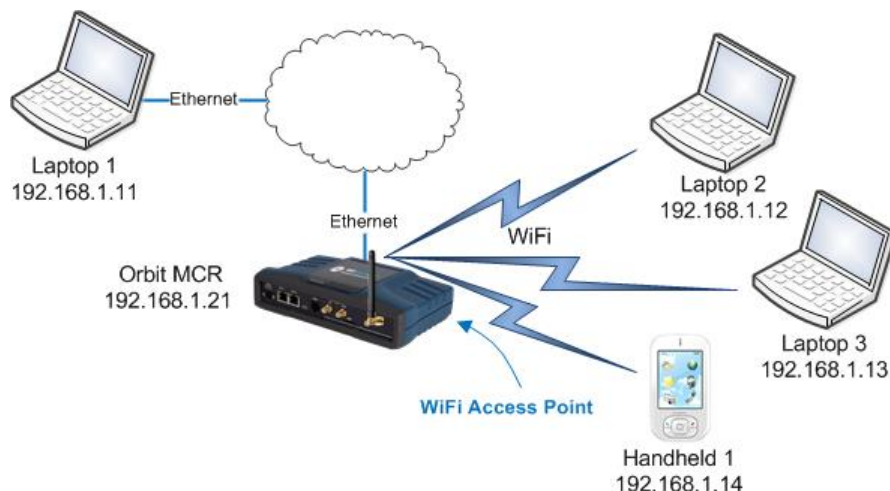 Ethernet
Laptop 1
192.168.1.11
Ethernet
Orbit MCR
192.168.1.21
WiFi
Laptop 2
192.168.1.12
Laptop 3
192.168.1.13
WiFi Access Point
Handheld 1
192.168.1.14